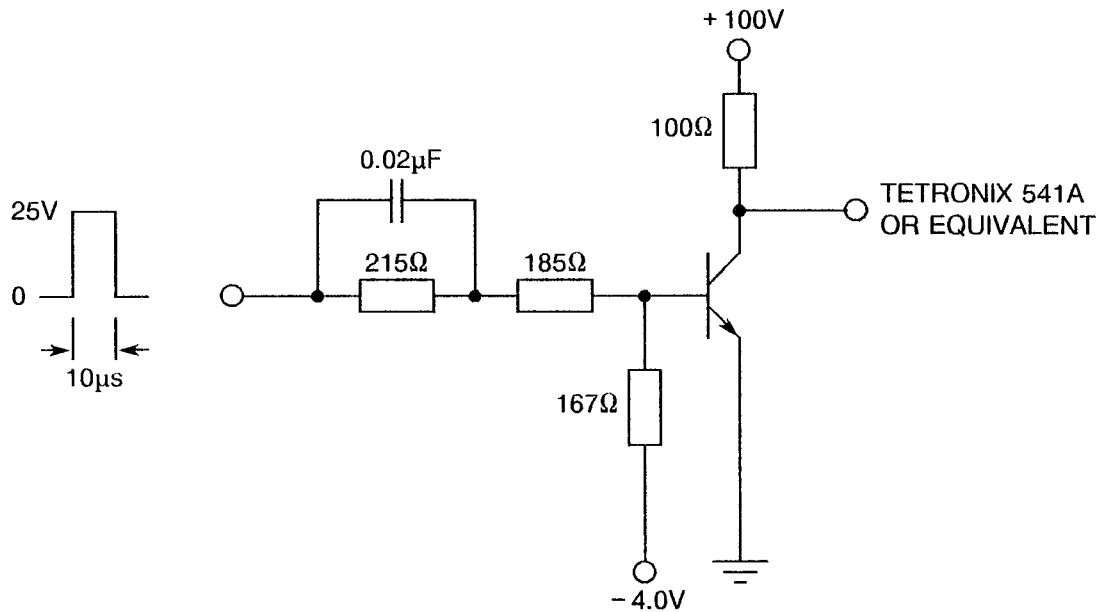 + 100V
100Ω
0.02µF
25V
TETRONIX 541A
OR EQUIVALENT
215Ω
185Ω
0
10µs
167Ω
− 4.0V